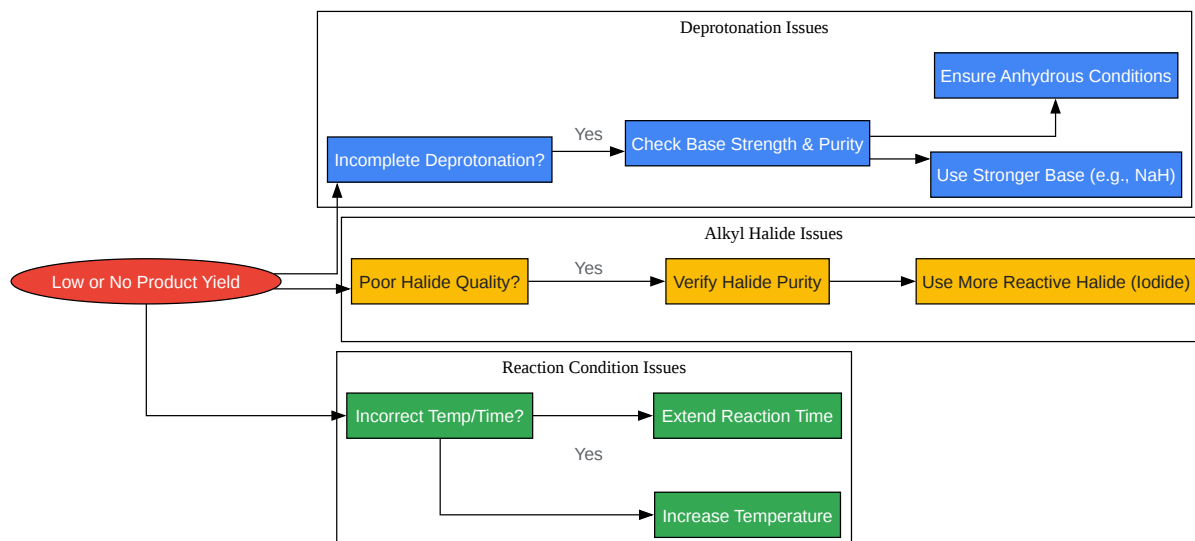 Deprotonation Issues
Ensure Anhydrous Conditions
Yes
Check Base Strength & Purity
Incomplete Deprotonation?
Use Stronger Base (e.g., NaH)
Alkyl Halide Issues
Low or No Product Yield
Poor Halide Quality?
Yes
Verify Halide Purity
Use More Reactive Halide (Iodide)
Reaction Condition Issues
Incorrect Temp/Time?
Extend Reaction Time
Yes
Increase Temperature